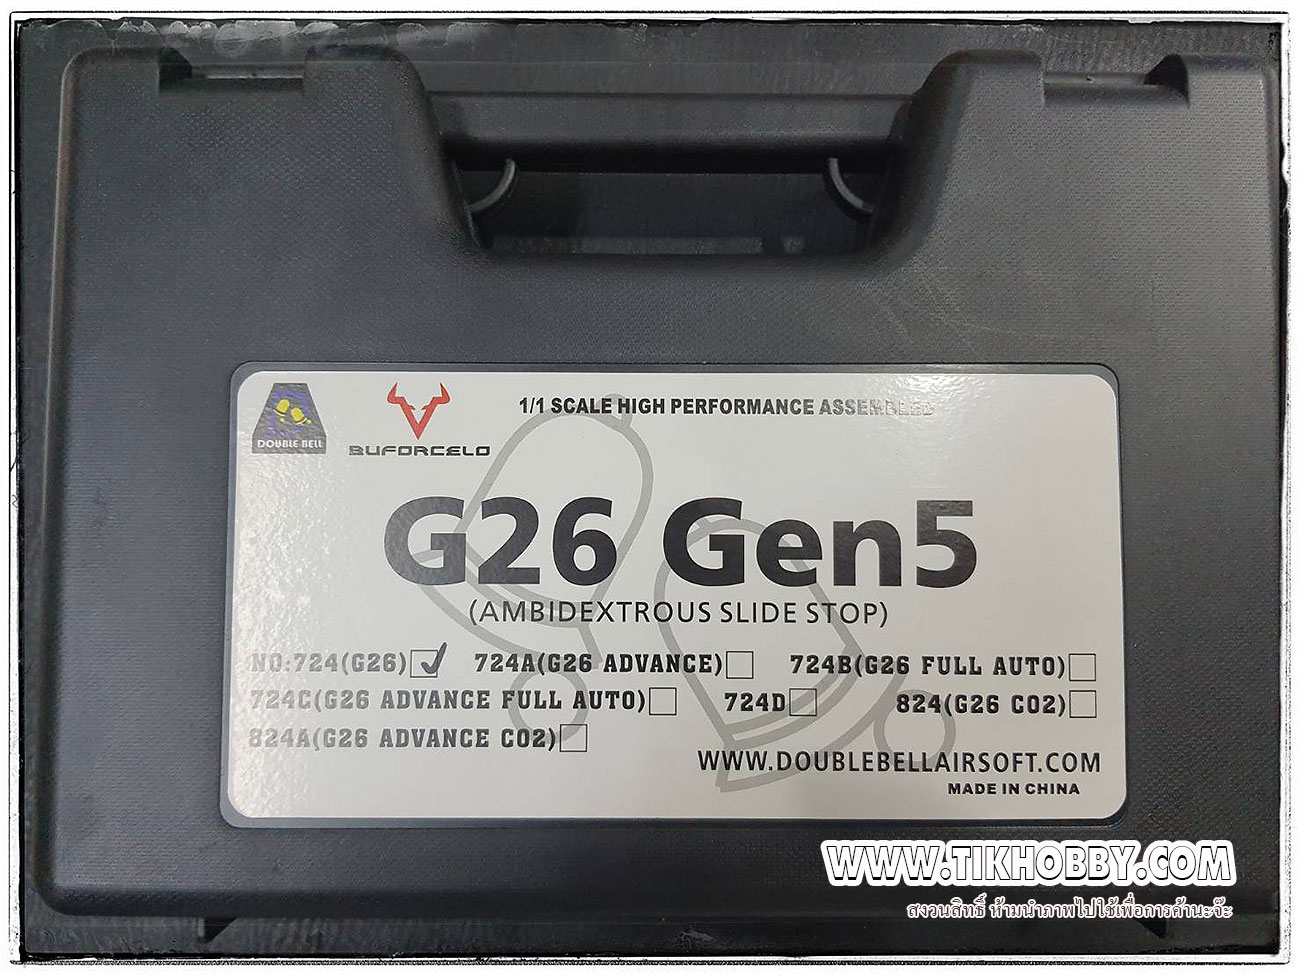 DOUBLE BELL
BUFORCELO
1/1 SCALE HIGH PERFORMANCE ASSEMBLED
G26 Gen5
(AMBIDEXTROUS SLIDE STOP)
NO:724(G26) 724A(G26 ADVANCE) 724B(G26 FULL AUTO)
724C(G26 ADVANCE FULL AUTO) 724D 824(G26 CO2)
824A(G26 ADVANCE CO2)
WWW.DOUBLEBELLAIRSOFT.COM
MADE IN CHINA
WWW.TIKHOBBY.COM
สงวนสิทธิ์ ห้ามนำภาพไปใช้เพื่อการค้านะจ๊ะ